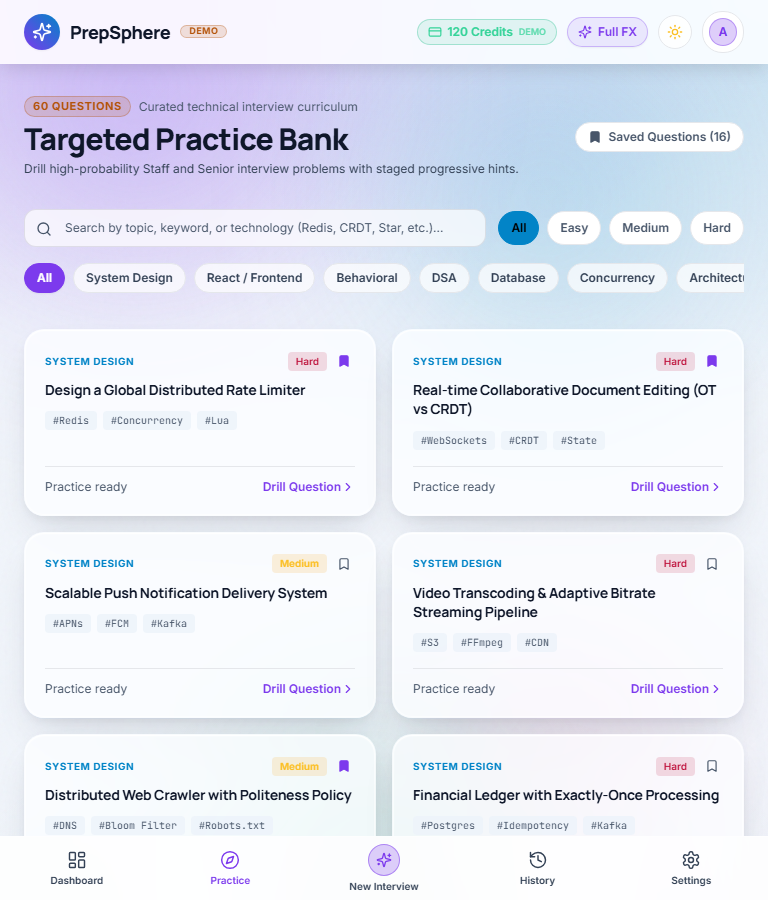 PrepSphere DEMO 120 Credits DEMO Full FX A
60 QUESTIONS Curated technical interview curriculum
Targeted Practice Bank
Saved Questions (16)
Drill high-probability Staff and Senior interview problems with staged progressive hints.
Search by topic, keyword, or technology (Redis, CRDT, Star, etc.)... All Easy Medium Hard
All System Design React / Frontend Behavioral DSA Database Concurrency
SYSTEM DESIGN Hard
Design a Global Distributed Rate Limiter
#Redis #Concurrency #Lua
Practice ready Drill Question
SYSTEM DESIGN Hard
Real-time Collaborative Document Editing (OT
vs CRDT)
#WebSockets #CRDT #State
Practice ready Drill Question
SYSTEM DESIGN Medium
Scalable Push Notification Delivery System
#APNs #FCM #Kafka
Practice ready Drill Question
SYSTEM DESIGN Hard
Video Transcoding & Adaptive Bitrate
Streaming Pipeline
#S3 #FFmpeg #CDN
Practice ready Drill Question
SYSTEM DESIGN Medium
Distributed Web Crawler with Politeness Policy
#DNS #Bloom Filter #Robots.txt
SYSTEM DESIGN Hard
Financial Ledger with Exactly-Once Processing
#Postgres #Idempotency #Kafka
Dashboard Practice New Interview History Settings